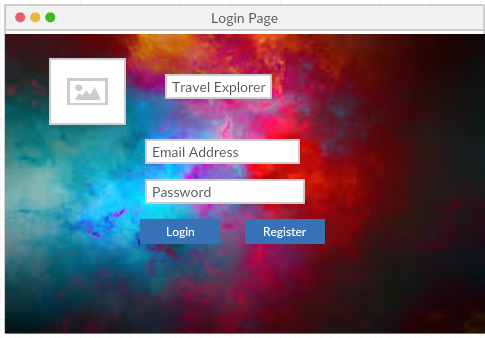 Login Page
Travel Explorer
Email Address
Password
Login
Register